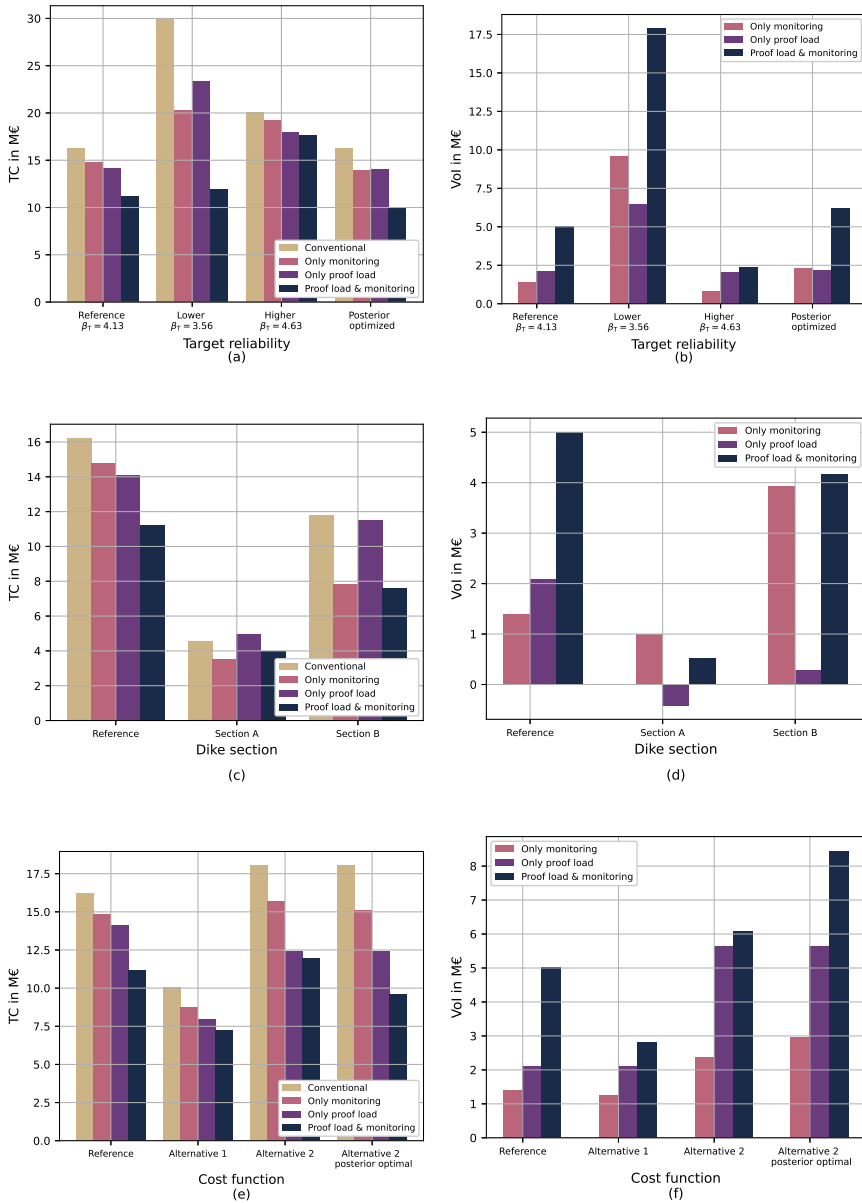 TC in M€
30
25
20
15
10
5
0
Conventional
Only monitoring
Only proof load
Proof load & monitoring
Reference
βT = 4.13
Lower
βT = 3.56
Higher
βT = 4.63
Posterior
optimized
Target reliability
(a)
VoI in M€
17.5
15.0
12.5
10.0
7.5
5.0
2.5
0.0
Only monitoring
Only proof load
Proof load & monitoring
Reference
βT = 4.13
Lower
βT = 3.56
Higher
βT = 4.63
Posterior
optimized
Target reliability
(b)
TC in M€
16
14
12
10
8
6
4
2
0
Conventional
Only monitoring
Only proof load
Proof load & monitoring
Reference
Section A
Section B
Dike section
(c)
VoI in M€
5
4
3
2
1
0
Only monitoring
Only proof load
Proof load & monitoring
Reference
Section A
Section B
Dike section
(d)
TC in M€
17.5
15.0
12.5
10.0
7.5
5.0
2.5
0.0
Conventional
Only monitoring
Only proof load
Proof load & monitoring
Reference
Alternative 1
Alternative 2
Alternative 2
posterior optimal
Cost function
(e)
VoI in M€
8
7
6
5
4
3
2
1
0
Only monitoring
Only proof load
Proof load & monitoring
Reference
Alternative 1
Alternative 2
Alternative 2
posterior optimal
Cost function
(f)